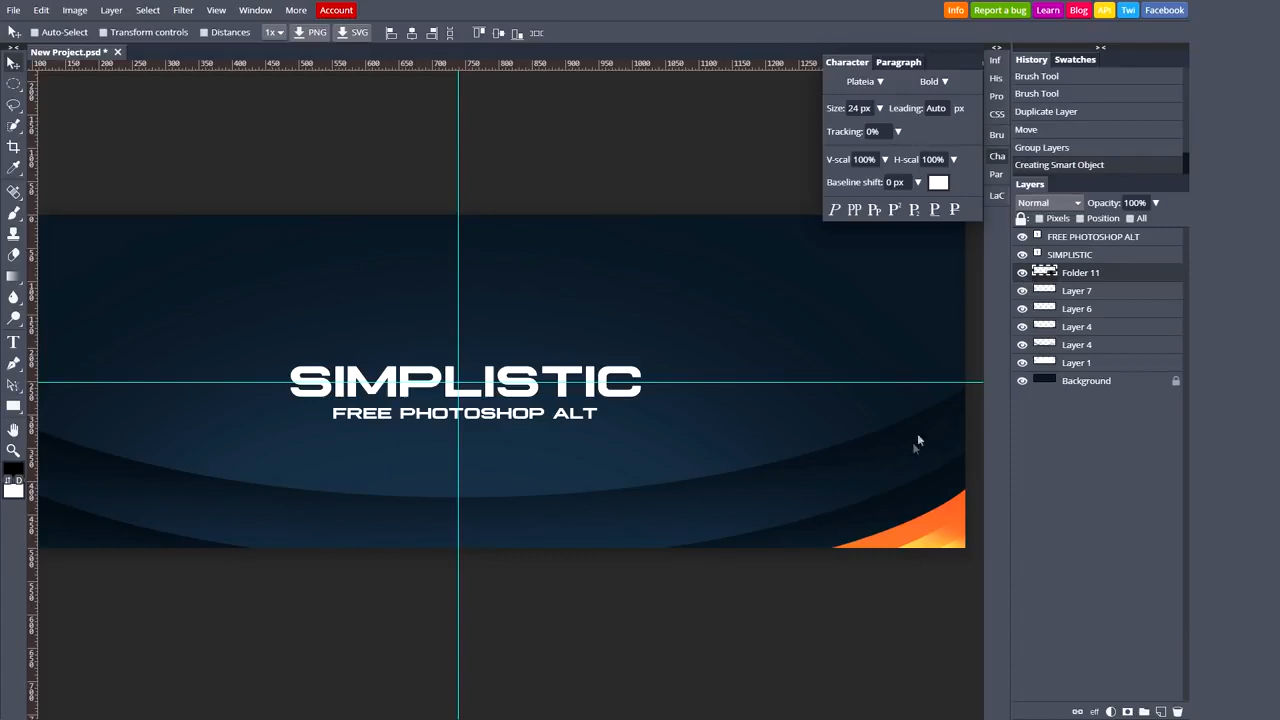 File Edit Image Layer Select Filter View Window More Account Info Report a bug Learn Blog API Twi Facebook
Auto-Select Transform controls Distances 1x PNG SVG
New Project.psd * ×
Character Paragraph
Plateia Bold
Size: 24 px Leading: Auto px
Tracking: 0%
V-scal 100% H-scal 100%
Baseline shift: 0 px
Inf
His
Pro
CSS
Bru
Cha
Par
LaC
History Swatches
Brush Tool
Brush Tool
Duplicate Layer
Move
Group Layers
Creating Smart Object
Layers
Normal Opacity: 100%
Pixels Position All
FREE PHOTOSHOP ALT
SIMPLISTIC
Folder 11
Layer 7
Layer 6
Layer 4
Layer 4
Layer 1
Background
SIMPLISTIC
FREE PHOTOSHOP ALT